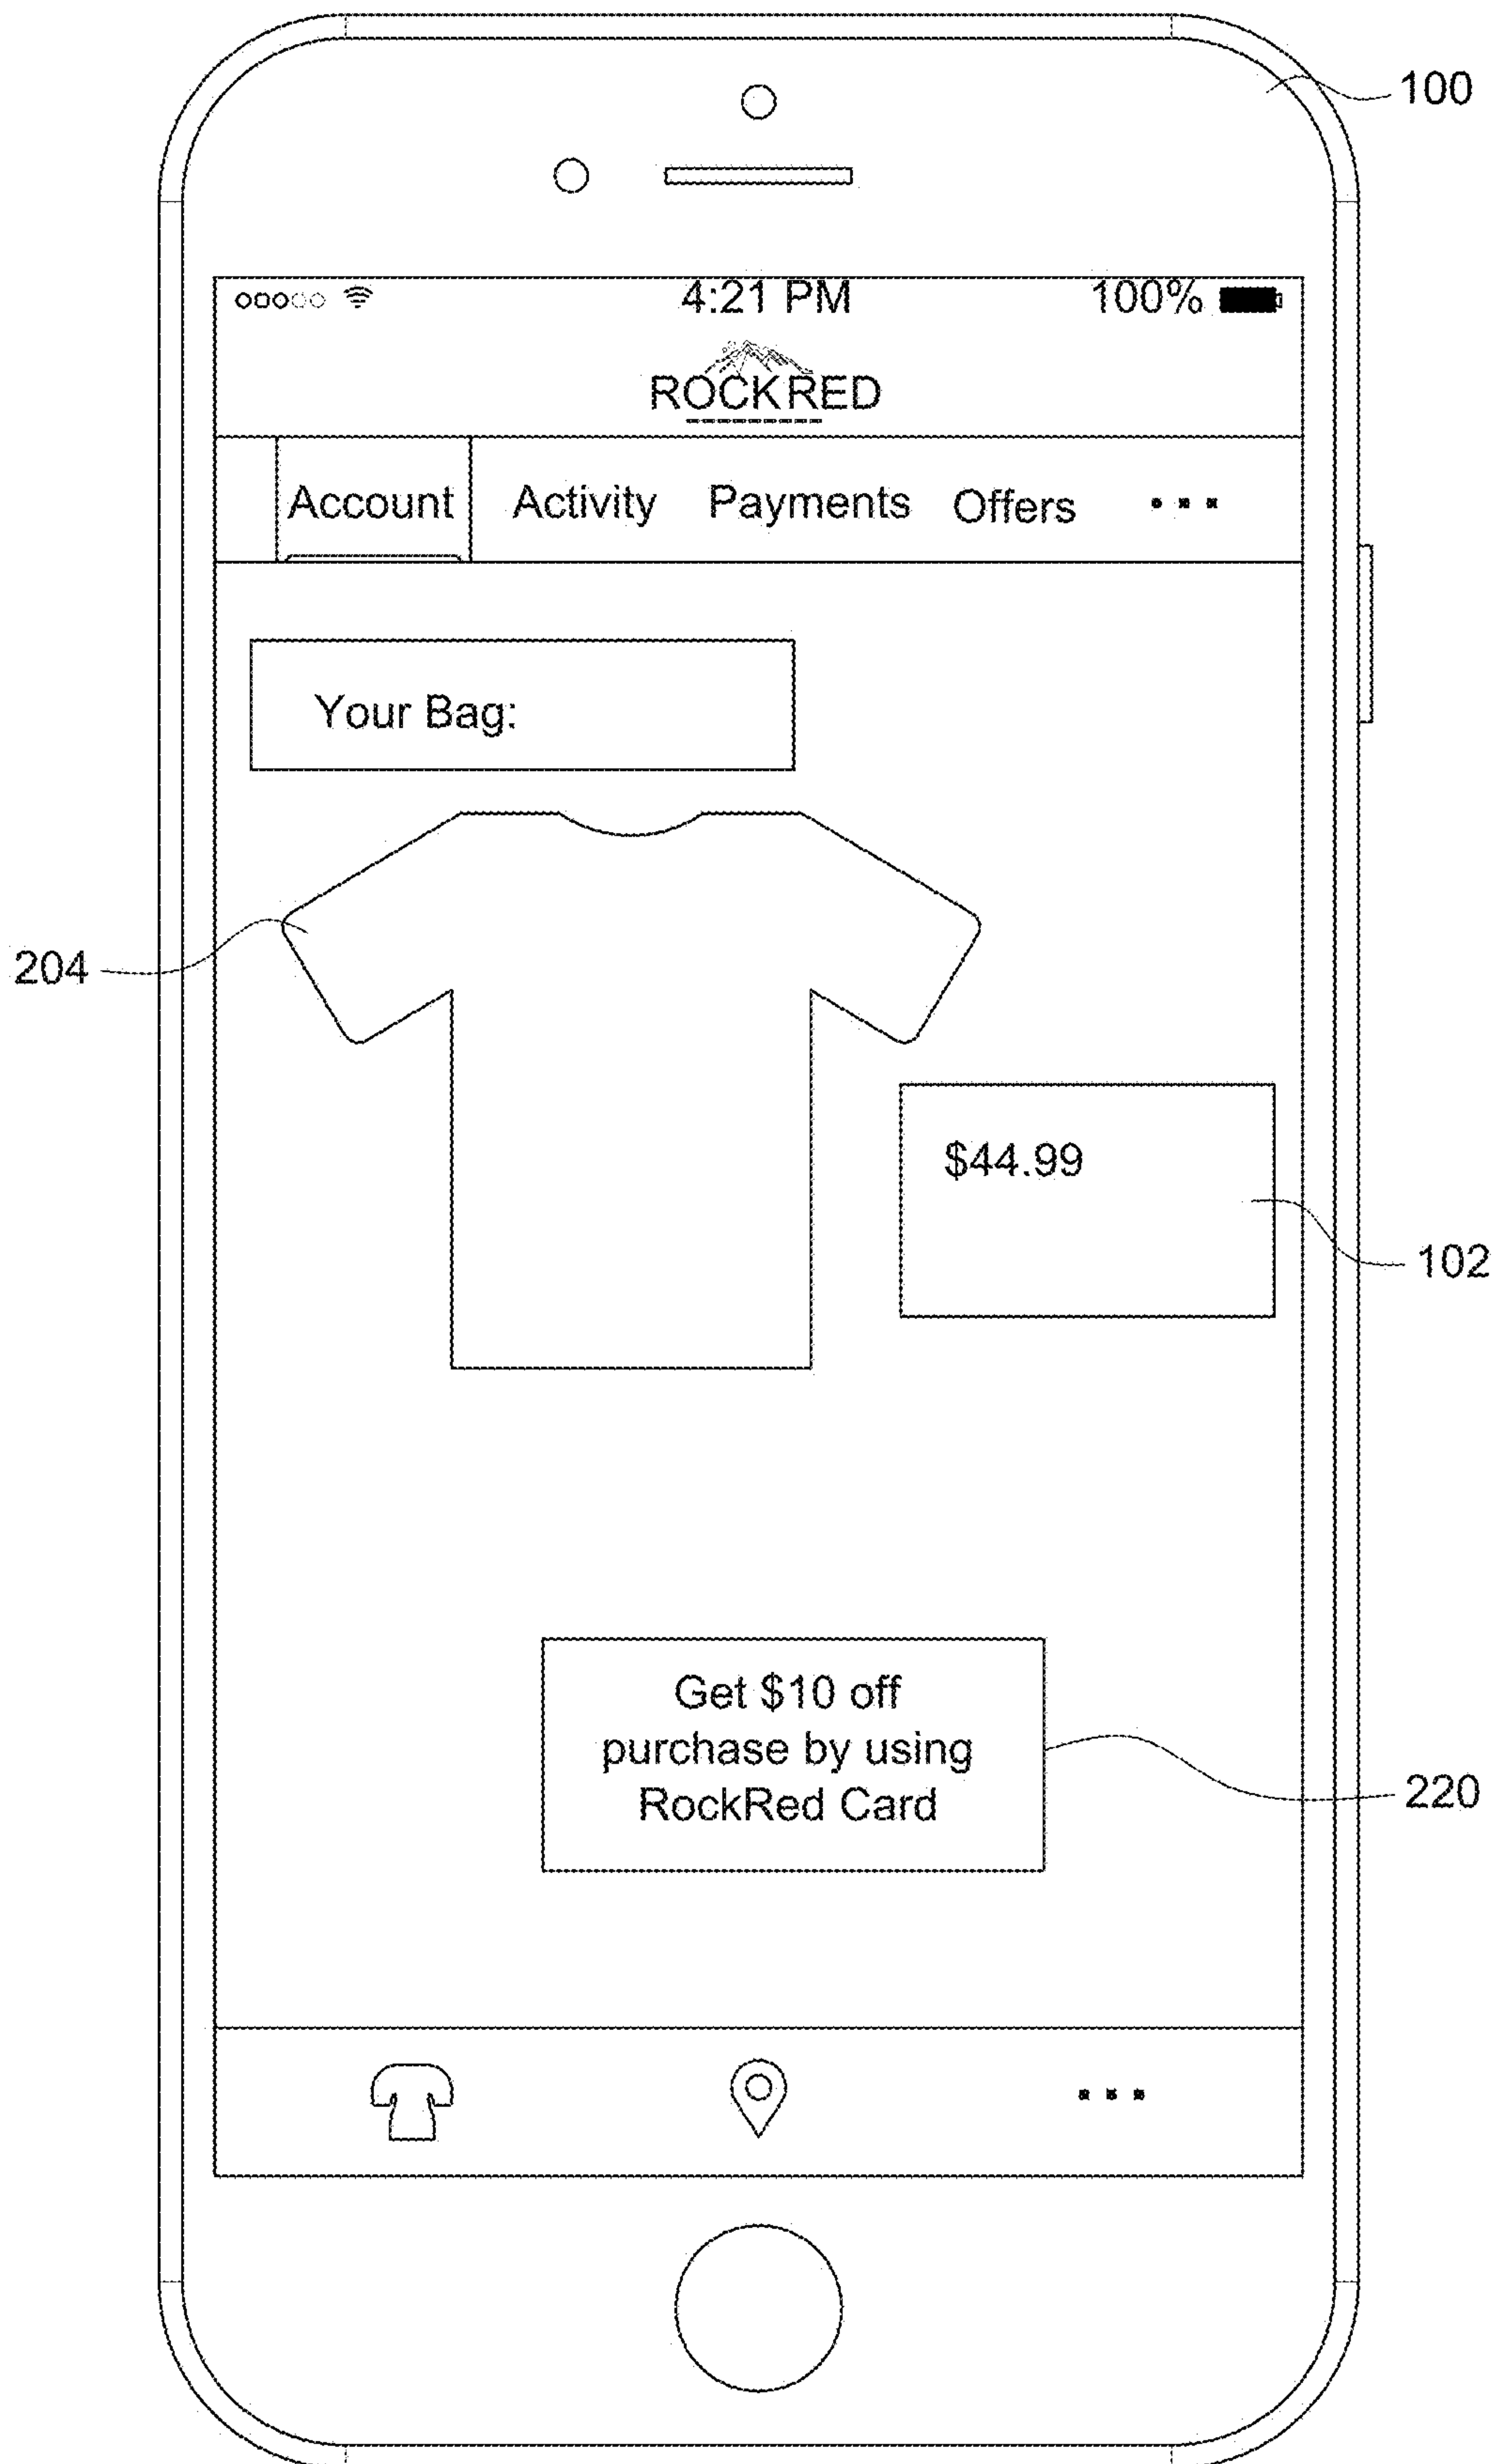 100
4:21 PM 100%
ROCKRED
Account Activity Payments Offers
Your Bag:
204
$44.99
102
Get $10 off
purchase by using
RockRed Card
220